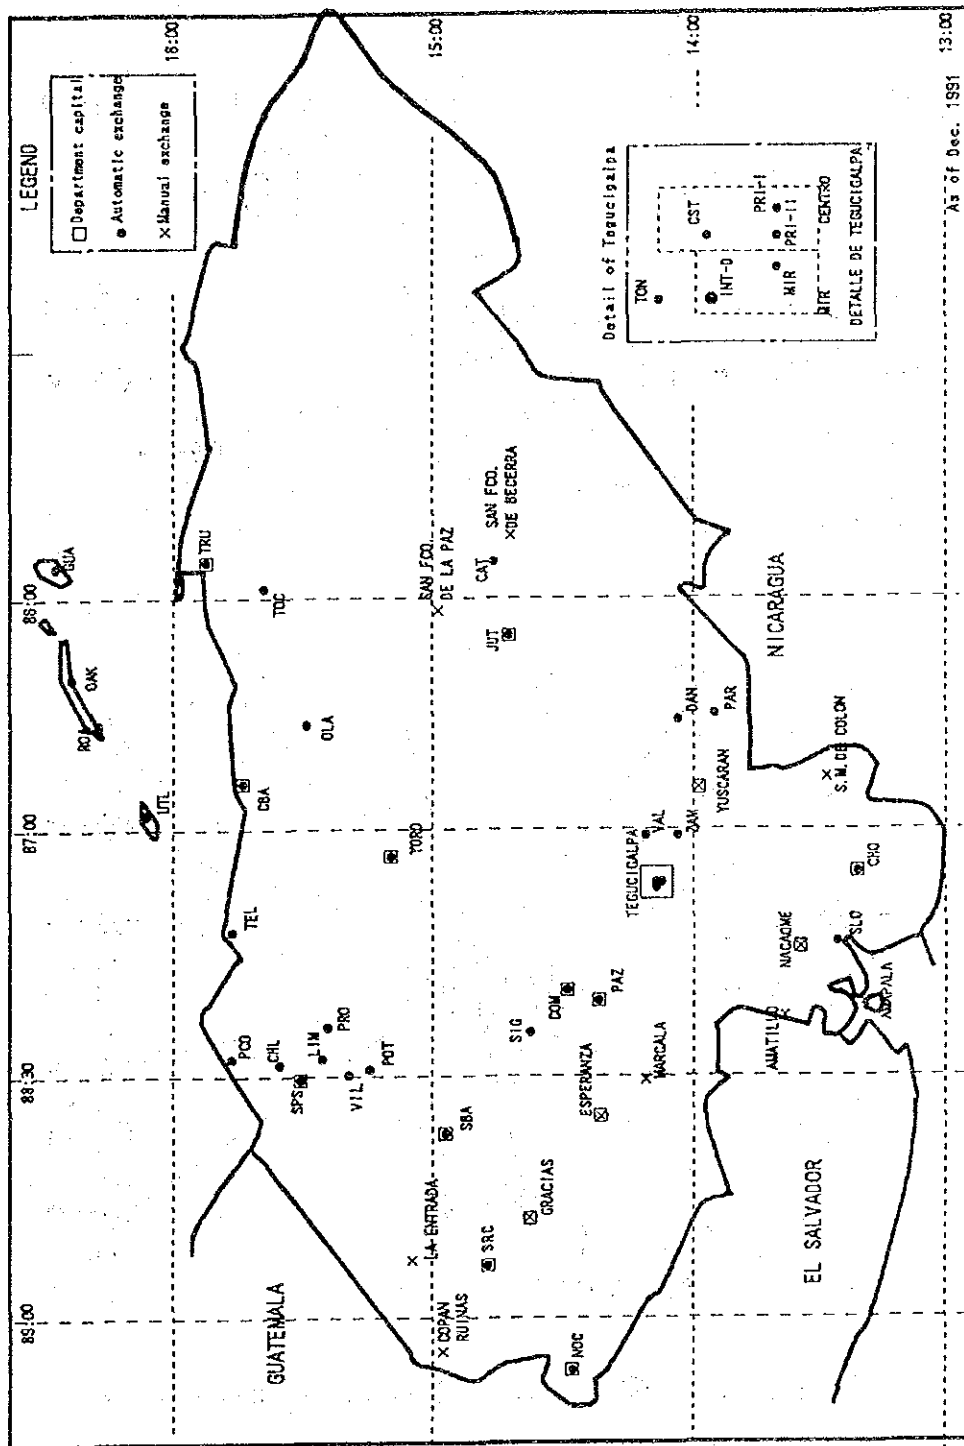 LEGEND
Department capital
Automatic exchange
Manual exchange
16:00
15:00
14:00
13:00
89:00
88:30
87:00
86:00
GUA
OAK
ROA
UTL
TRU
TOC
OLA
CBA
TEL
YORO
PCO
CHL
LIM
PRO
SPS
VIL
POT
SAN FCO.
DE LA PAZ
SAN FCO.
DE BECERRA
CAT
JUT
DAN
PAR
YUSCARAN
TEGUCIGALPA
VAL
SIG
COM
PAZ
ESPERANZA
MARCALA
SBA
GRACIAS
LA ENTRADA
SRC
COPAN
RUINAS
NOC
GUATEMALA
EL SALVADOR
NICARAGUA
AMATILLO
AMAPALA
NACAOME
SLO
CHO
S.M. DE COLON
Detail of Tegucigalpa
TON
CST
INT-D
PRI-I
PRI-II
MIR
MIR
CENTRO
DETALLE DE TEGUCIGALPA
As of Dec. 1991